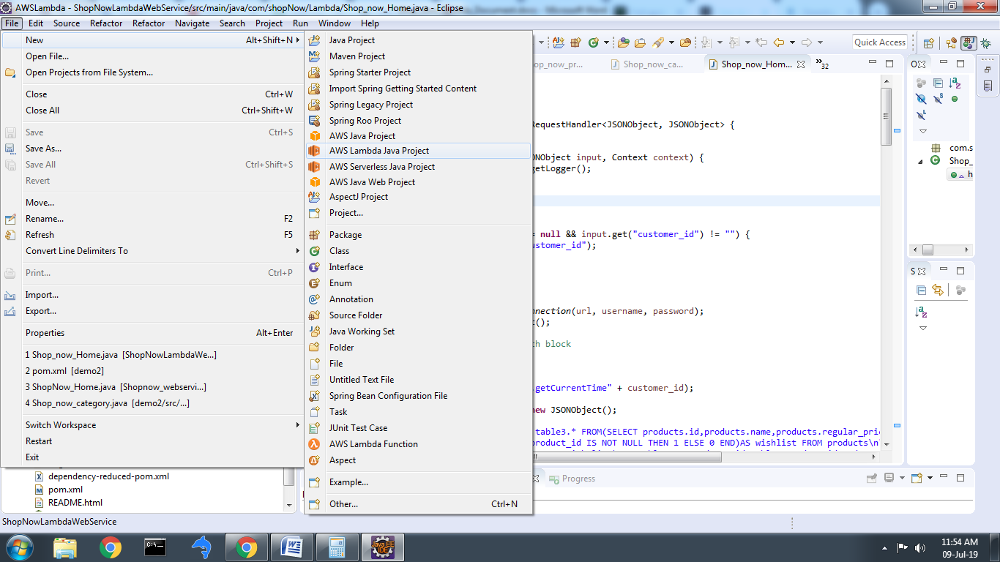 AWSLambda - ShopNowLambdaWebService/src/main/java/com/shopNow/Lambda/Shop_now_Home.java - Eclipse
File Edit Source Refactor Refactor Navigate Search Project Run Window Help
New Alt+Shift+N
Open File...
Open Projects from File System...
Close Ctrl+W
Close All Ctrl+Shift+W
Save Ctrl+S
Save As...
Save All Ctrl+Shift+S
Revert
Move...
Rename... F2
Refresh F5
Convert Line Delimiters To
Print... Ctrl+P
Import...
Export...
Properties Alt+Enter
1 Shop_now_Home.java [ShopNowLambdaWe...]
2 pom.xml [demo2]
3 ShopNow_Home.java [Shopnow_webservi...]
4 Shop_now_category.java [demo2/src/...]
Switch Workspace
Restart
Exit
Java Project
Maven Project
Spring Starter Project
Import Spring Getting Started Content
Spring Legacy Project
Spring Roo Project
AWS Java Project
AWS Lambda Java Project
AWS Serverless Java Project
AWS Java Web Project
AspectJ Project
Project...
Package
Class
Interface
Enum
Annotation
Source Folder
Java Working Set
Folder
File
Untitled Text File
Spring Bean Configuration File
Task
JUnit Test Case
AWS Lambda Function
Aspect
Example...
Other... Ctrl+N
Quick Access
op_now_pr... Shop_now_ca... Shop_now_Hom... 32
RequestHandler<JSONObject, JSONObject> {
ONObject input, Context context) {
getLogger();
= null && input.get("customer_id") != "") {
ustomer_id");
nnection(url, username, password);
t();
ch block
.getCurrentTime" + customer_id);
new JSONObject();
table3.* FROM(SELECT products.id,products.name,products.regular_pri
product_id IS NOT NULL THEN 1 ELSE 0 END)AS wishlist FROM products\n
O
com.s
Shop_
h
S
Progress
dependency-reduced-pom.xml
pom.xml
README.html
ShopNowLambdaWebService
Java EE
IDE
11:54 AM
09-Jul-19